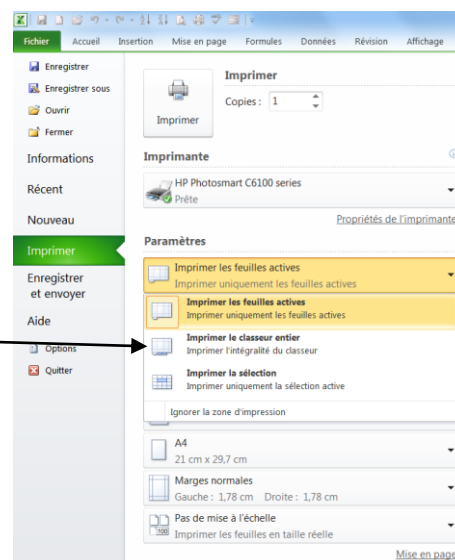 Fichier Accueil Insertion Mise en page Formules Données Révision Affichage
Enregistrer
Enregistrer sous
Ouvrir
Fermer
Informations
Récent
Nouveau
Imprimer
Enregistrer
et envoyer
Aide
Options
Quitter
Imprimer
Imprimer
Copies : 1
Imprimante
HP Photosmart C6100 series
Prête
Propriétés de l'imprimante
Paramètres
Imprimer les feuilles actives
Imprimer uniquement les feuilles actives
Imprimer les feuilles actives
Imprimer uniquement les feuilles actives
Imprimer le classeur entier
Imprimer l'intégralité du classeur
Imprimer la sélection
Imprimer uniquement la sélection active
Ignorer la zone d'impression
A4
21 cm x 29,7 cm
Marges normales
Gauche : 1,78 cm Droite : 1,78 cm
Pas de mise à l'échelle
100
Imprimer les feuilles en taille réelle
Mise en page